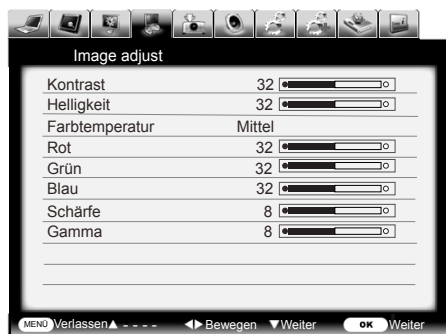 Image adjust
Kontrast 32
Helligkeit 32
Farbtemperatur Mittel
Rot 32
Grün 32
Blau 32
Schärfe 8
Gamma 8
MENÜ Verlassen▲ - - - - ◀▶ Bewegen ▼Weiter OK Weiter